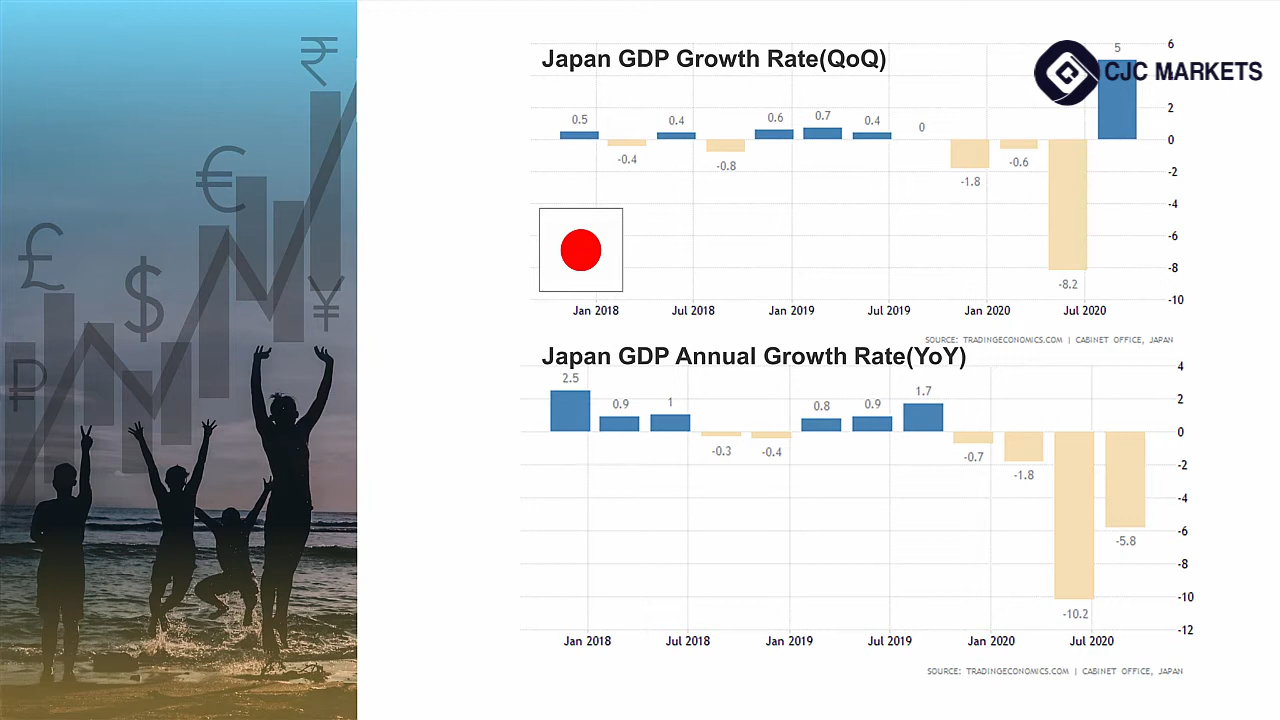 ₹
€
£
$
¥
₽
Japan GDP Growth Rate(QoQ)
CJC MARKETS
5
0.5
-0.4
0.4
-0.8
0.6
0.7
0.4
0
-1.8
-0.6
-8.2
6
4
2
0
-2
-4
-6
-8
-10
Jan 2018
Jul 2018
Jan 2019
Jul 2019
Jan 2020
Jul 2020
SOURCE: TRADINGECONOMICS.COM | CABINET OFFICE, JAPAN
Japan GDP Annual Growth Rate(YoY)
2.5
0.9
1
-0.3
-0.4
0.8
0.9
1.7
-0.7
-1.8
-10.2
-5.8
4
2
0
-2
-4
-6
-8
-10
-12
Jan 2018
Jul 2018
Jan 2019
Jul 2019
Jan 2020
Jul 2020
SOURCE: TRADINGECONOMICS.COM | CABINET OFFICE, JAPAN